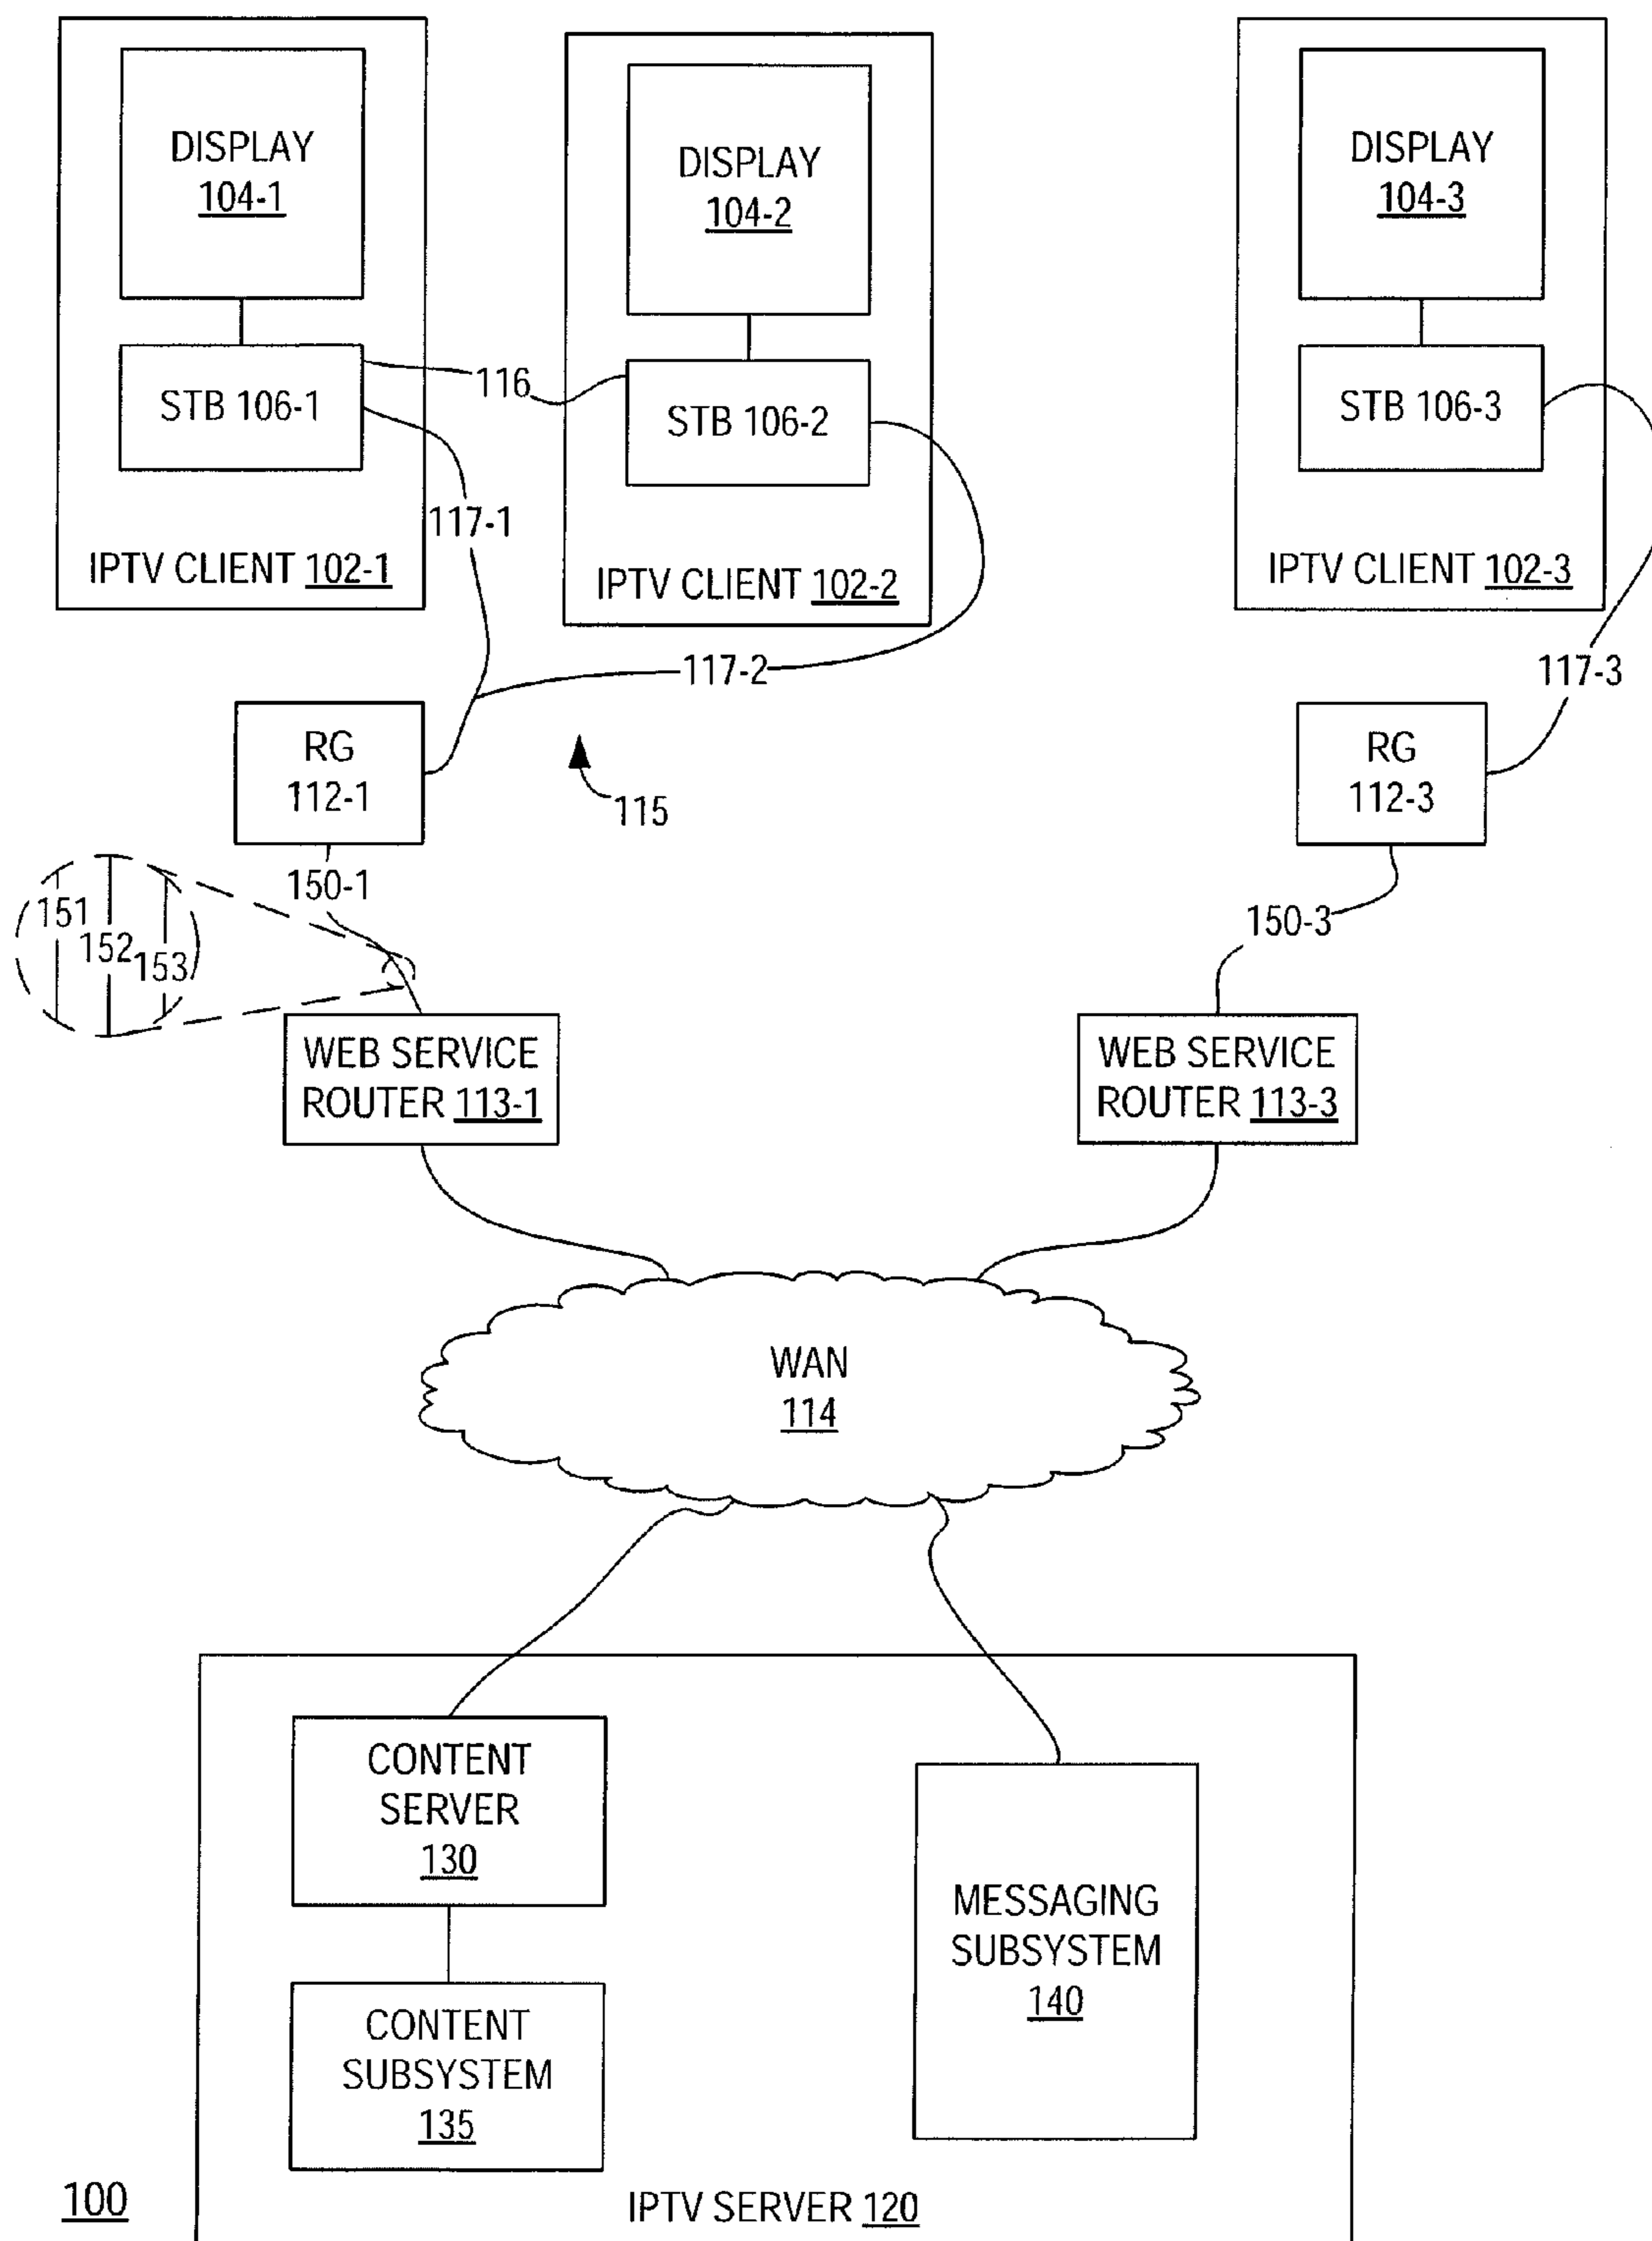 DISPLAY
104-1
STB 106-1
IPTV CLIENT 102-1
DISPLAY
104-2
STB 106-2
IPTV CLIENT 102-2
DISPLAY
104-3
STB 106-3
IPTV CLIENT 102-3
116
117-1
117-2
117-3
RG
112-1
115
RG
112-3
150-1
151
152
153
150-3
WEB SERVICE
ROUTER 113-1
WEB SERVICE
ROUTER 113-3
WAN
114
CONTENT
SERVER
130
CONTENT
SUBSYSTEM
135
MESSAGING
SUBSYSTEM
140
100
IPTV SERVER 120